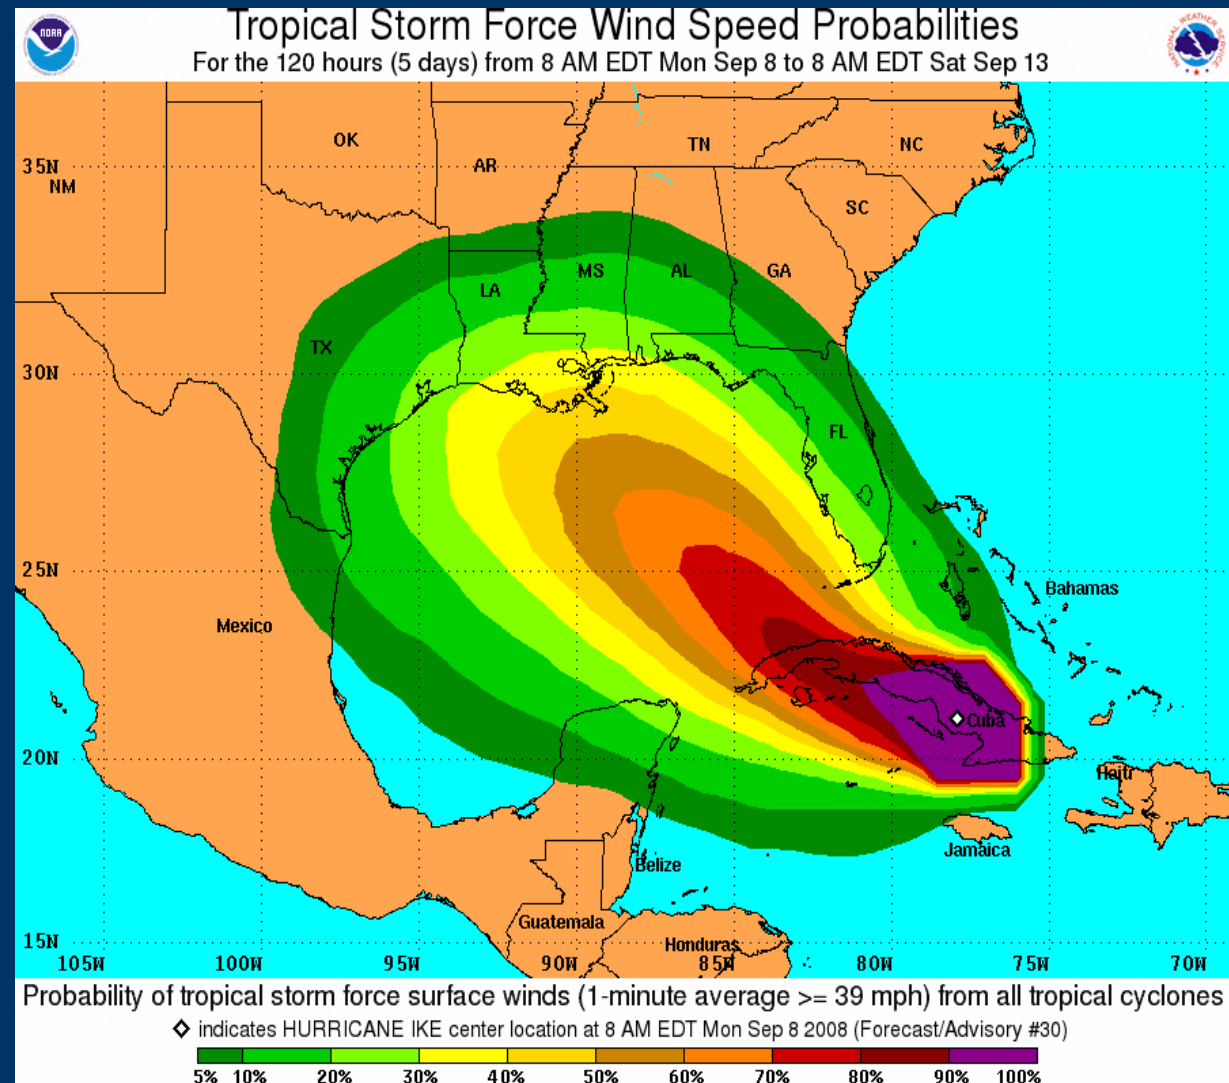 Tropical Storm Force Wind Speed Probabilities
For the 120 hours (5 days) from 8 AM EDT Mon Sep 8 to 8 AM EDT Sat Sep 13
NOAA
NATIONAL WEATHER SERVICE
OK
TN
NC
AR
35N
NM
SC
MS
AL
GA
LA
TX
30N
FL
25N
Bahamas
Mexico
Cuba
20N
Haiti
Jamaica
Belize
Guatemala
Honduras
15N
105W 100W 95W 90W 85W 80W 75W 70W
Probability of tropical storm force surface winds (1-minute average >= 39 mph) from all tropical cyclones
◇ indicates HURRICANE IKE center location at 8 AM EDT Mon Sep 8 2008 (Forecast/Advisory #30)
5% 10% 20% 30% 40% 50% 60% 70% 80% 90% 100%